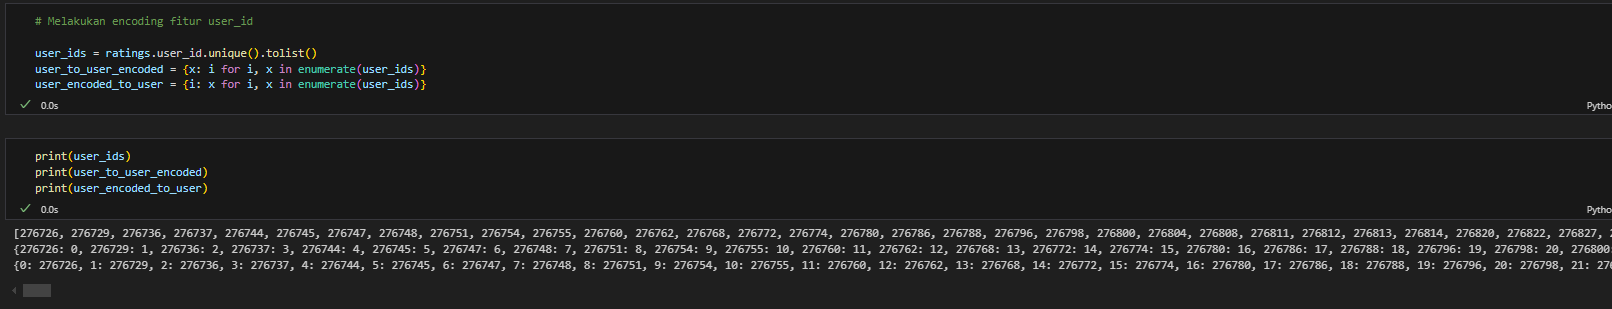 # Melakukan encoding fitur user_id
user_ids = ratings.user_id.unique().tolist()
user_to_user_encoded = {x: i for i, x in enumerate(user_ids)}
user_encoded_to_user = {i: x for i, x in enumerate(user_ids)}
0.0s
Pytho
print(user_ids)
print(user_to_user_encoded)
print(user_encoded_to_user)
0.0s
Pytho
[276726, 276729, 276736, 276737, 276744, 276745, 276747, 276748, 276751, 276754, 276755, 276760, 276762, 276768, 276772, 276774, 276780, 276786, 276788, 276796, 276798, 276800, 276804, 276808, 276811, 276812, 276813, 276814, 276820, 276822, 276827, 2
{276726: 0, 276729: 1, 276736: 2, 276737: 3, 276744: 4, 276745: 5, 276747: 6, 276748: 7, 276751: 8, 276754: 9, 276755: 10, 276760: 11, 276762: 12, 276768: 13, 276772: 14, 276774: 15, 276780: 16, 276786: 17, 276788: 18, 276796: 19, 276798: 20, 276800:
{0: 276726, 1: 276729, 2: 276736, 3: 276737, 4: 276744, 5: 276745, 6: 276747, 7: 276748, 8: 276751, 9: 276754, 10: 276755, 11: 276760, 12: 276762, 13: 276768, 14: 276772, 15: 276774, 16: 276780, 17: 276786, 18: 276788, 19: 276796, 20: 276798, 21: 276